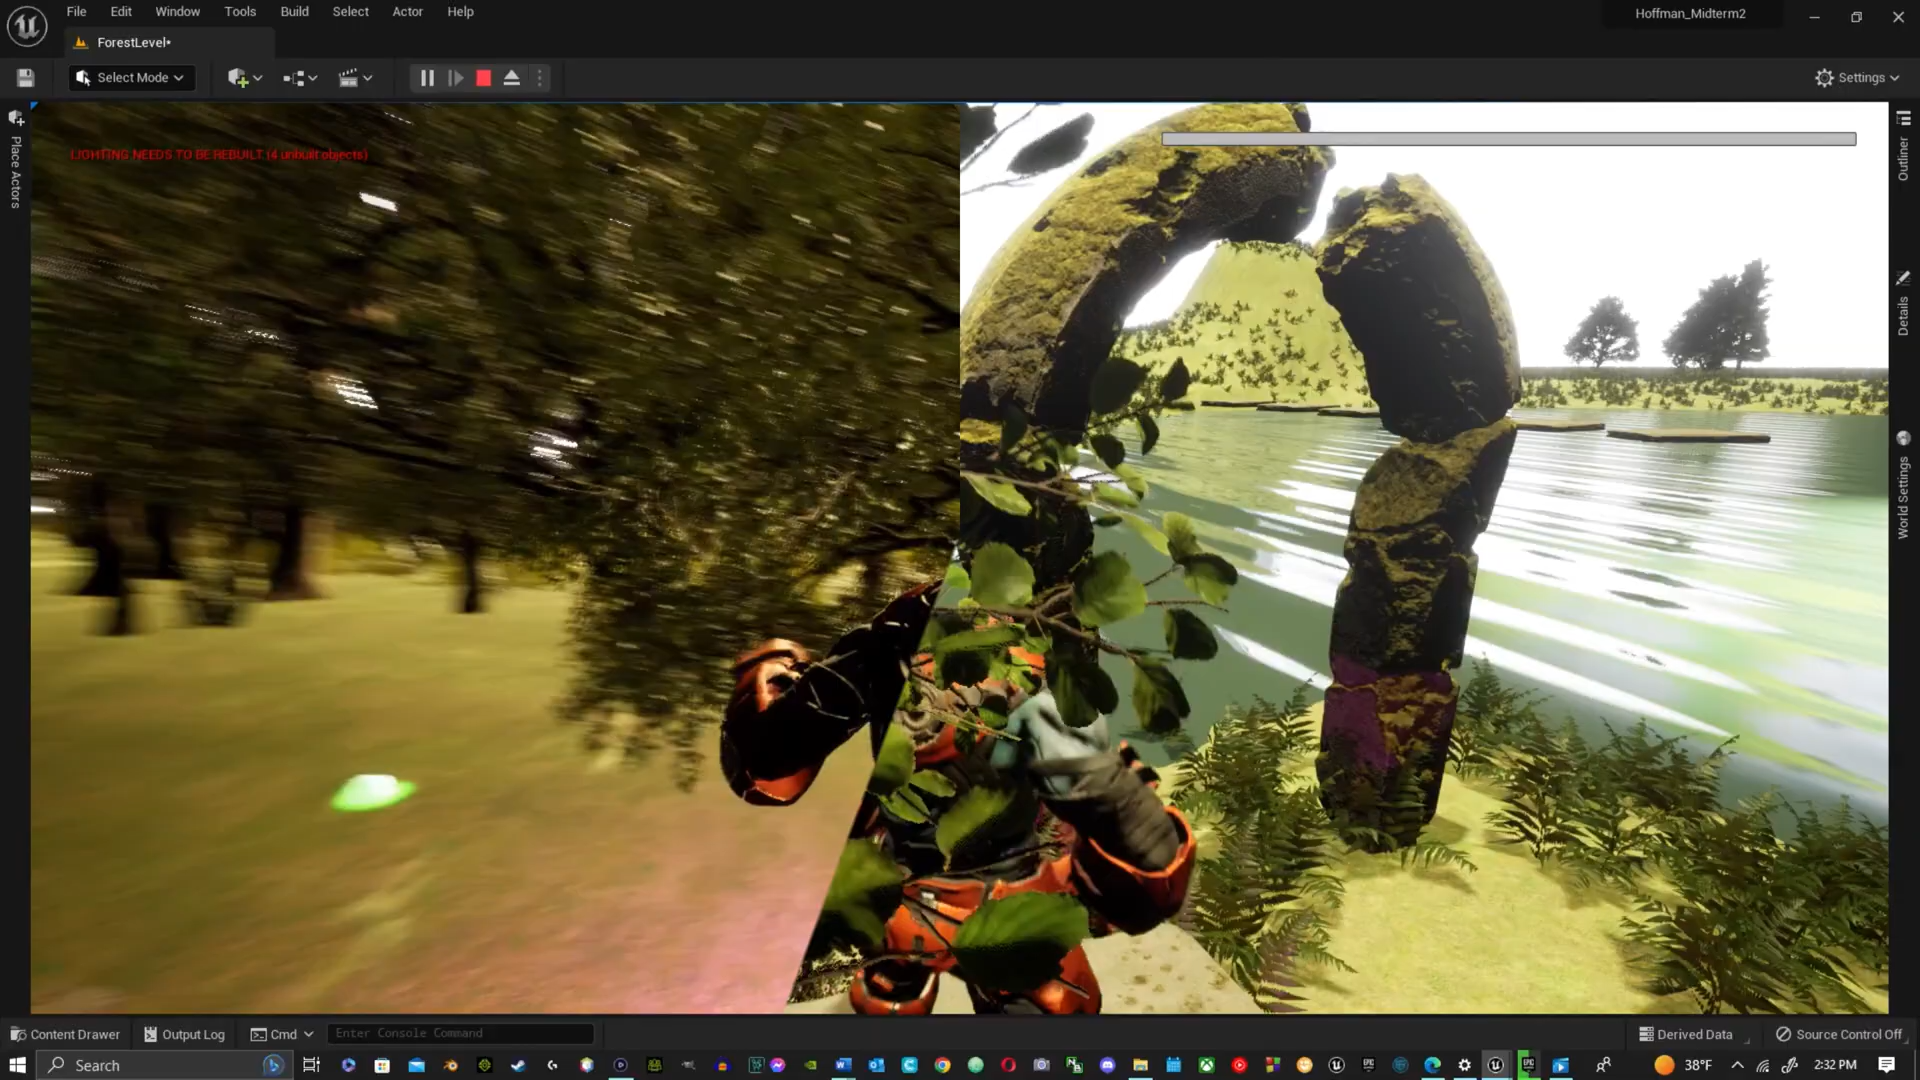 File Edit Window Tools Build Select Actor Help
Hoffman_Midterm2
ForestLevel•
Select Mode
Settings
Place Actors
LIGHTING NEEDS TO BE REBUILT (4 unbuilt objects)
Outliner
Details
World Settings
Content Drawer
Output Log
Cmd
Enter Console Command
Derived Data
Source Control Off
Search
38°F
2:32 PM